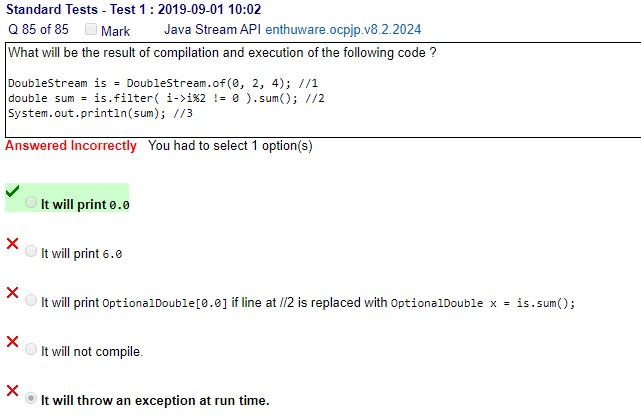 Standard Tests - Test 1 : 2019-09-01 10:02
Q 85 of 85 Mark Java Stream API enthuware.ocpjp.v8.2.2024
What will be the result of compilation and execution of the following code ?
DoubleStream is = DoubleStream.of(0, 2, 4); //1
double sum = is.filter( i->i%2 != 0 ).sum(); //2
System.out.println(sum); //3
Answered Incorrectly You had to select 1 option(s)
It will print 0.0
It will print 6.0
It will print OptionalDouble[0.0] if line at //2 is replaced with OptionalDouble x = is.sum();
It will not compile.
It will throw an exception at run time.